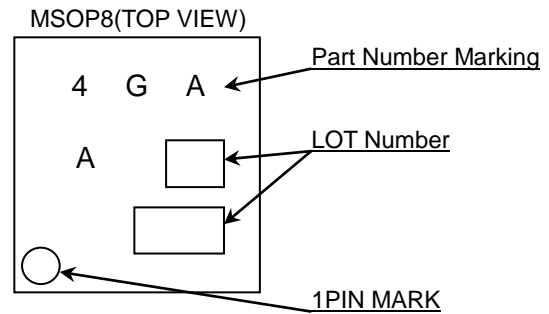 MSOP8(TOP VIEW)
Part Number Marking
4 G A
LOT Number
A
1PIN MARK